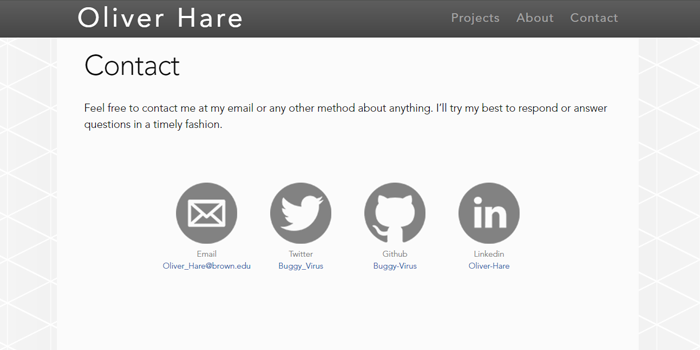 Oliver Hare
Projects About Contact
Contact
Feel free to contact me at my email or any other method about anything. I'll try my best to respond or answer
questions in a timely fashion.
in
Email Twitter Github Linkedin
Oliver_Hare@brown.edu Buggy_Virus Buggy-Virus Oliver-Hare